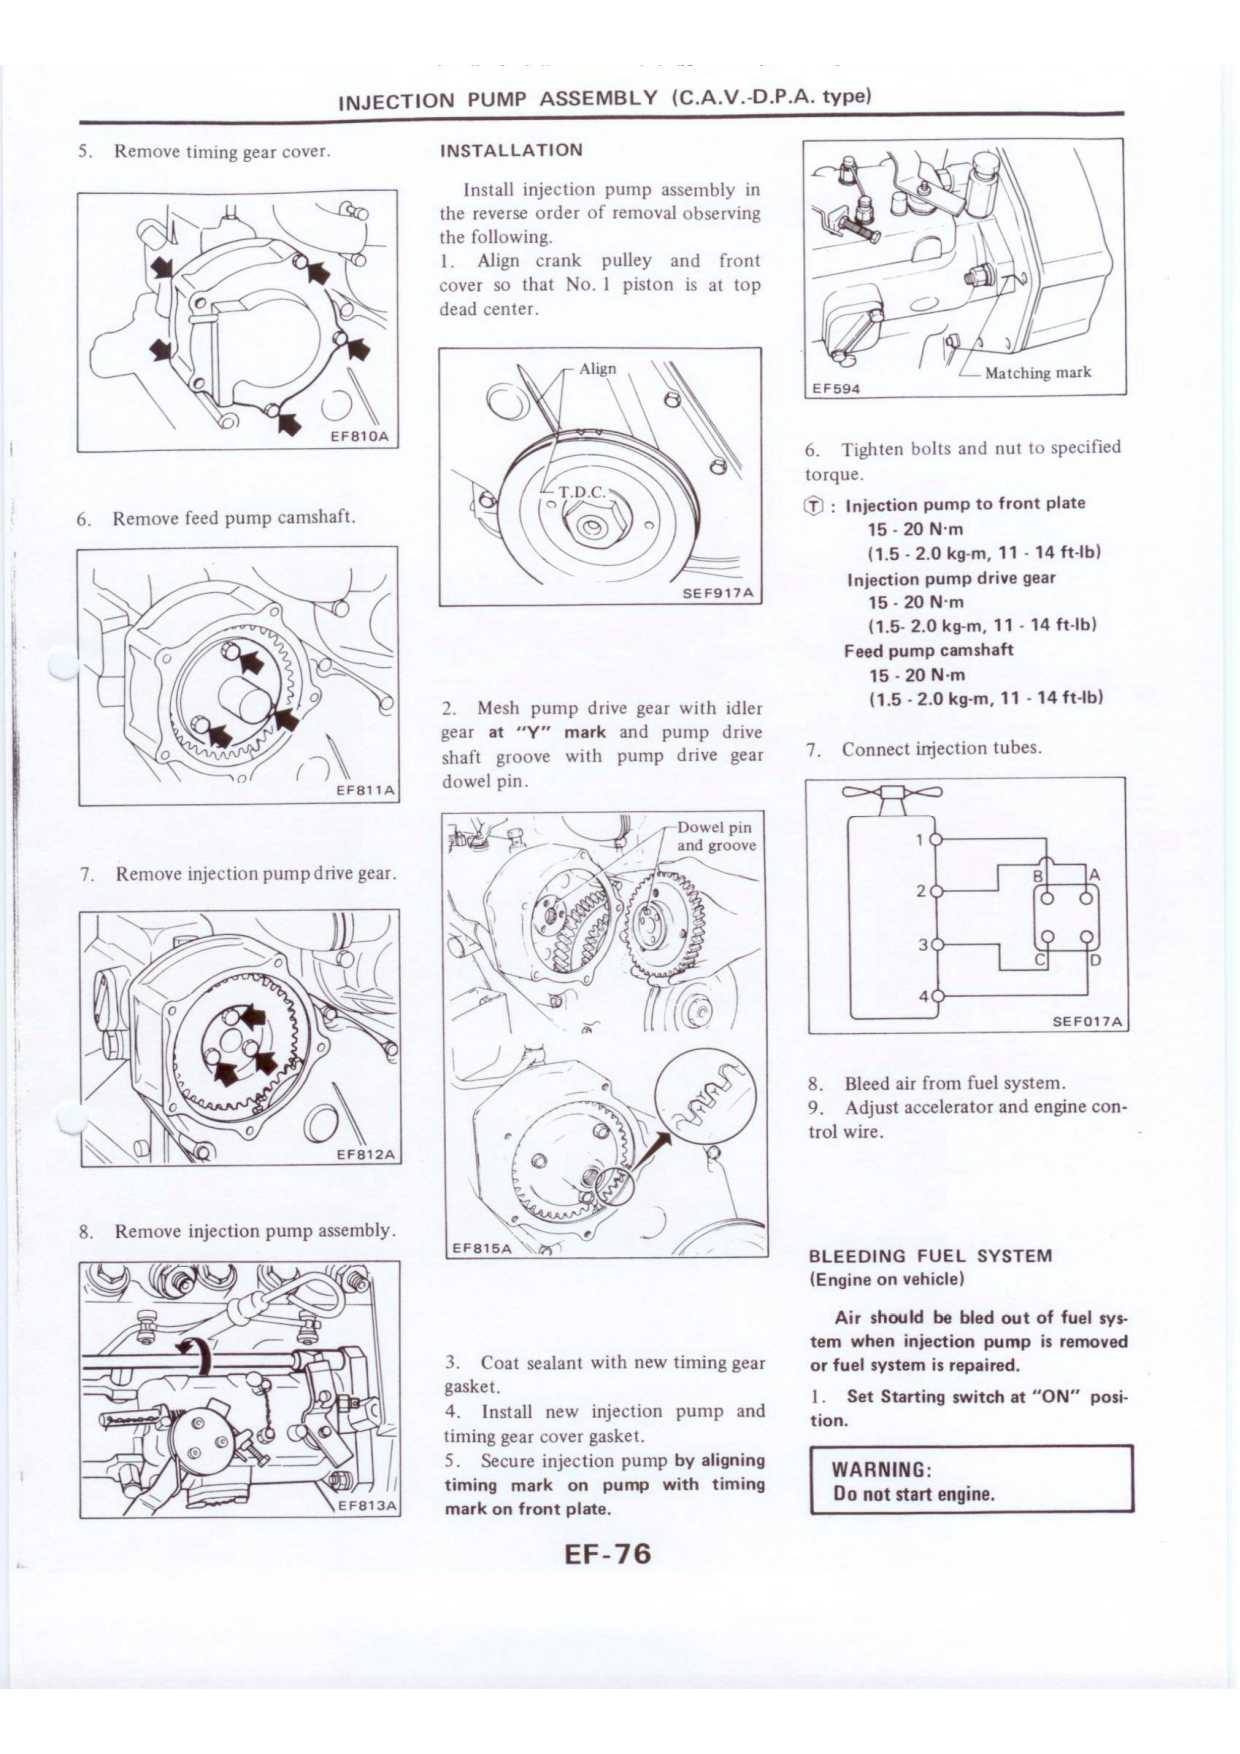 INJECTION PUMP ASSEMBLY (C.A.V.-D.P.A. type)
5. Remove timing gear cover.
EF810A
6. Remove feed pump camshaft.
EF811A
7. Remove injection pump drive gear.
EF812A
8. Remove injection pump assembly.
EF813A
INSTALLATION
Install injection pump assembly in
the reverse order of removal observing
the following.
1. Align crank pulley and front
cover so that No. 1 piston is at top
dead center.
Align
T.D.C.
SEF917A
2. Mesh pump drive gear with idler
gear at "Y" mark and pump drive
shaft groove with pump drive gear
dowel pin.
Dowel pin
and groove
EF815A
3. Coat sealant with new timing gear
gasket.
4. Install new injection pump and
timing gear cover gasket.
5. Secure injection pump by aligning
timing mark on pump with timing
mark on front plate.
Matching mark
EF594
6. Tighten bolts and nut to specified
torque.
Ⓣ : Injection pump to front plate
15 - 20 N·m
(1.5 - 2.0 kg-m, 11 - 14 ft-lb)
Injection pump drive gear
15 - 20 N·m
(1.5- 2.0 kg-m, 11 - 14 ft-lb)
Feed pump camshaft
15 - 20 N·m
(1.5 - 2.0 kg-m, 11 - 14 ft-lb)
7. Connect injection tubes.
1
B A
2
3
C D
4
SEF017A
8. Bleed air from fuel system.
9. Adjust accelerator and engine con-
trol wire.
BLEEDING FUEL SYSTEM
(Engine on vehicle)
Air should be bled out of fuel sys-
tem when injection pump is removed
or fuel system is repaired.
1. Set Starting switch at "ON" posi-
tion.
WARNING:
Do not start engine.
EF-76